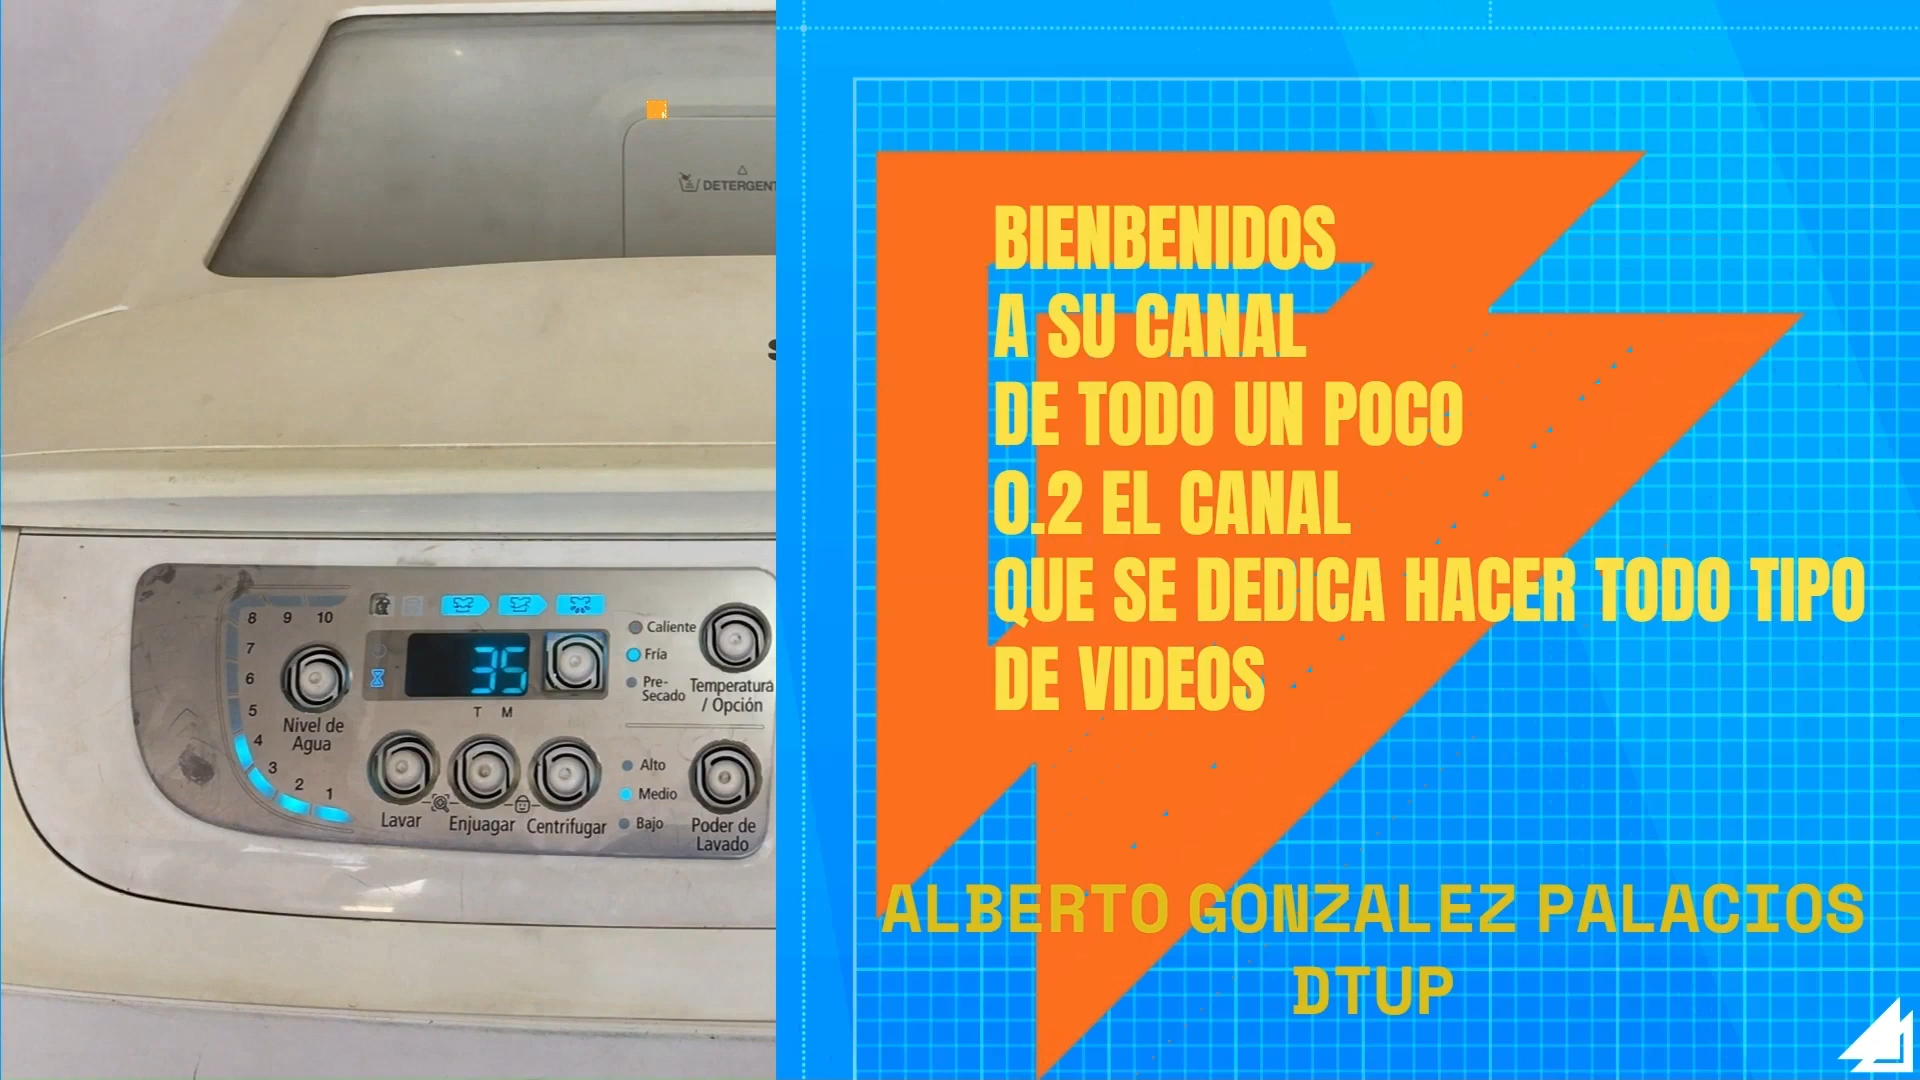 DETERGENT
8 9 10
7
6
5
4
3
2
1
Nivel de
Agua
35
T M
Caliente
Fría
Pre-
Secado
Temperatura
/ Opción
Lavar
Enjuagar
Centrifugar
Alto
Medio
Bajo
Poder de
Lavado
BIENBENIDOS
A SU CANAL
DE TODO UN POCO
O.2 EL CANAL
QUE SE DEDICA HACER TODO TIPO
DE VIDEOS
ALBERTO GONZALEZ PALACIOS
DTUP